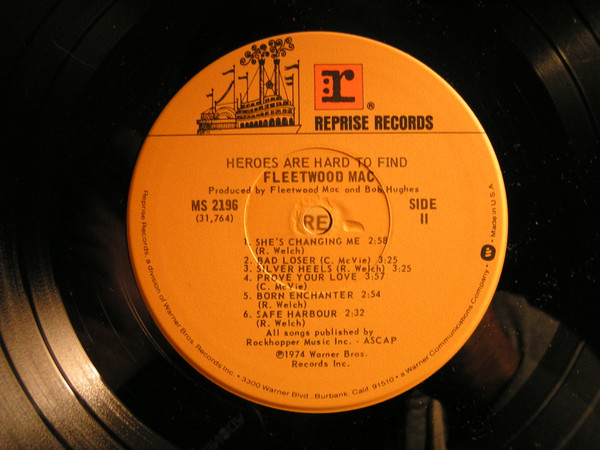 r ®
REPRISE RECORDS
HEROES ARE HARD TO FIND
FLEETWOOD MAC
Produced by Fleetwood Mac and Bob Hughes
MS 2196
(31,764)
SIDE
II
RE
1. SHE'S CHANGING ME 2:58
(R. Welch)
2. BAD LOSER (C. McVie) 3:25
3. SILVER HEELS (R. Welch) 3:25
4. PROVE YOUR LOVE 3:57
(C. McVie)
5. BORN ENCHANTER 2:54
(R. Welch)
6. SAFE HARBOUR 2:32
(R. Welch)
All songs published by
Rockhopper Music Inc. - ASCAP
℗1974 Warner Bros.
Records Inc.
Reprise Records, a division of Warner Bros. Records Inc. • 3300 Warner Blvd., Burbank, Calif. 91510 • a Warner Communications Company • W • Made in U.S.A.